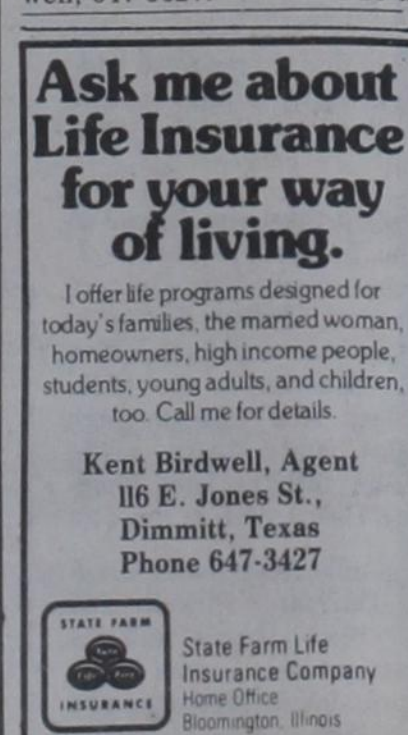 Ask me about
Life Insurance
for your way
of living.
I offer life programs designed for
today's families, the married woman,
homeowners, high income people,
students, young adults, and children,
too. Call me for details.
Kent Birdwell, Agent
116 E. Jones St.,
Dimmitt, Texas
Phone 647-3427
STATE FARM
Auto
Life Fire
INSURANCE
State Farm Life
Insurance Company
Home Office
Bloomington, Illinois